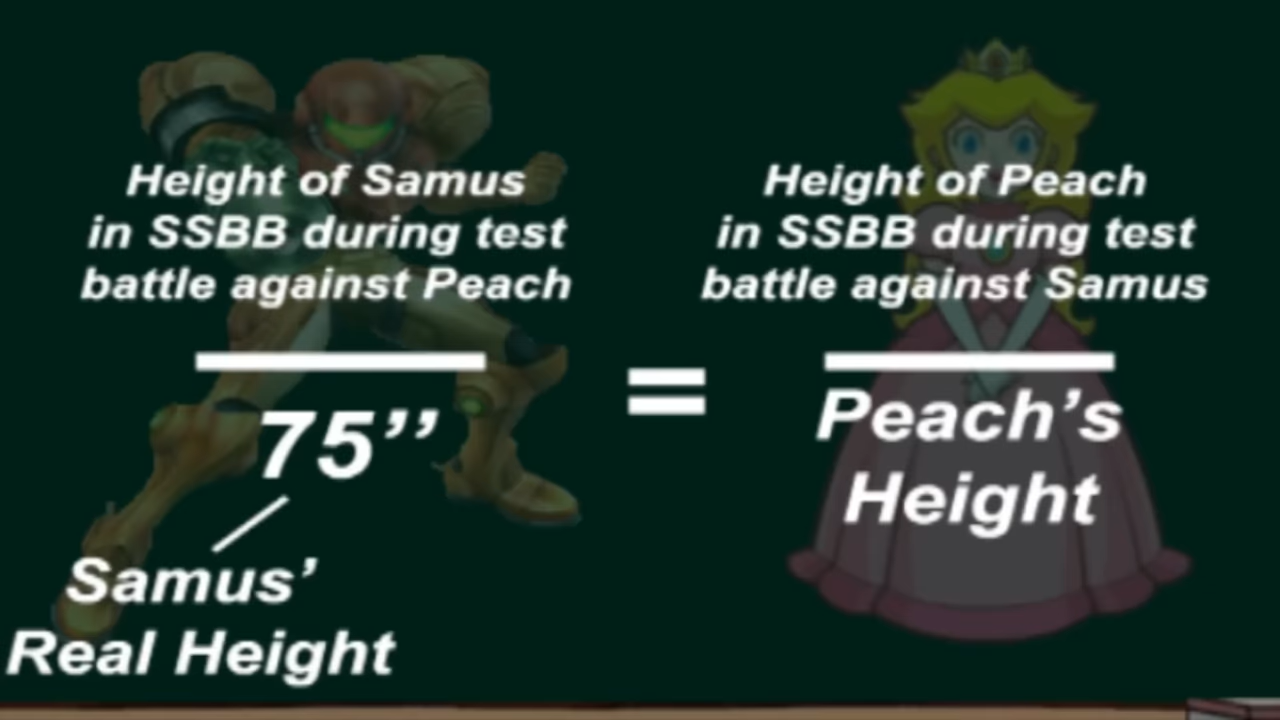 Height of Samus
in SSBB during test
battle against Peach
75’’
Samus’
Real Height
=
Height of Peach
in SSBB during test
battle against Samus
Peach’s
Height